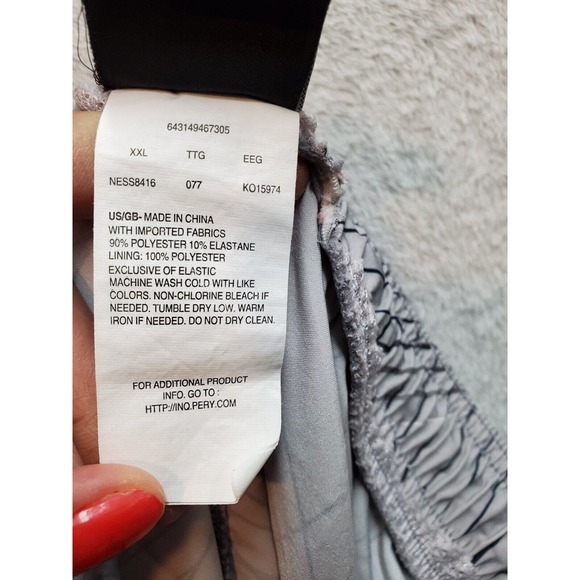 643149467305
XXL TTG EEG
NESS8416 077 KO15974
US/GB- MADE IN CHINA
WITH IMPORTED FABRICS
90% POLYESTER 10% ELASTANE
LINING: 100% POLYESTER
EXCLUSIVE OF ELASTIC
MACHINE WASH COLD WITH LIKE
COLORS. NON-CHLORINE BLEACH IF
NEEDED. TUMBLE DRY LOW. WARM
IRON IF NEEDED. DO NOT DRY CLEAN.
FOR ADDITIONAL PRODUCT
INFO. GO TO :
HTTP://INQ.PERY.COM